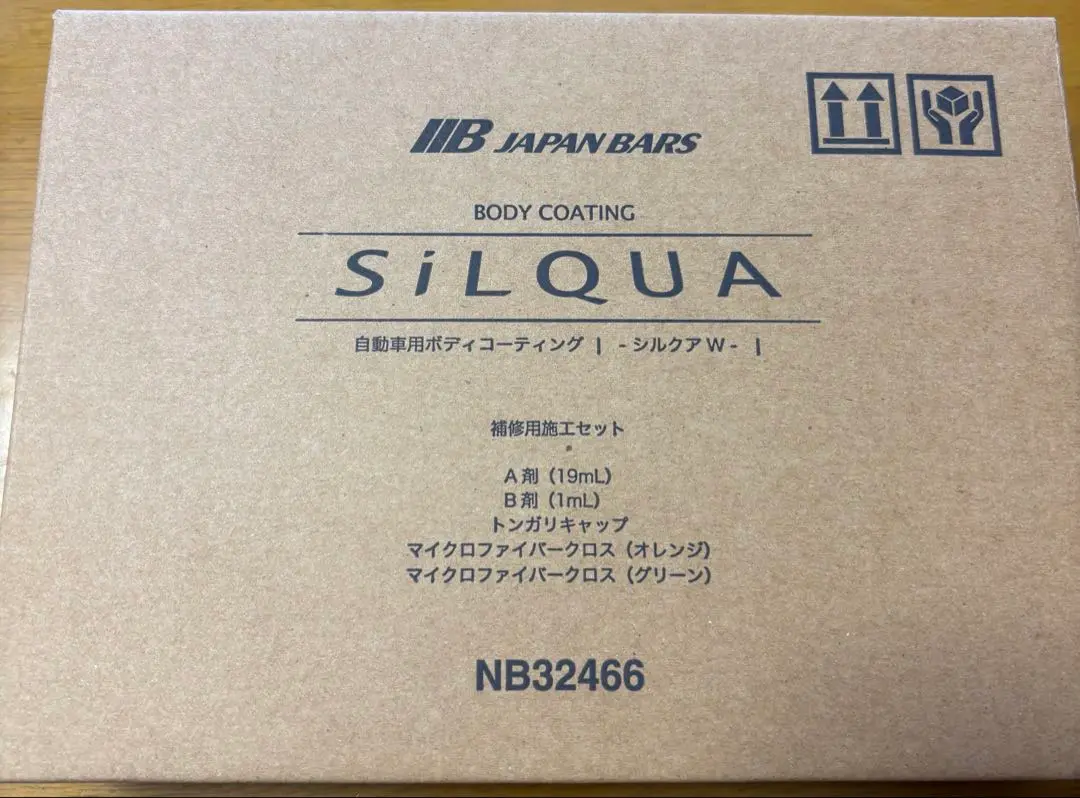 JAPAN BARS
BODY COATING
SiLQUA
自動車用ボディコーティング | - シルクア W - |
補修用施工セット
A 剤（19mL）
B 剤（1mL）
トンガリキャップ
マイクロファイバークロス（オレンジ）
マイクロファイバークロス（グリーン）
NB32466